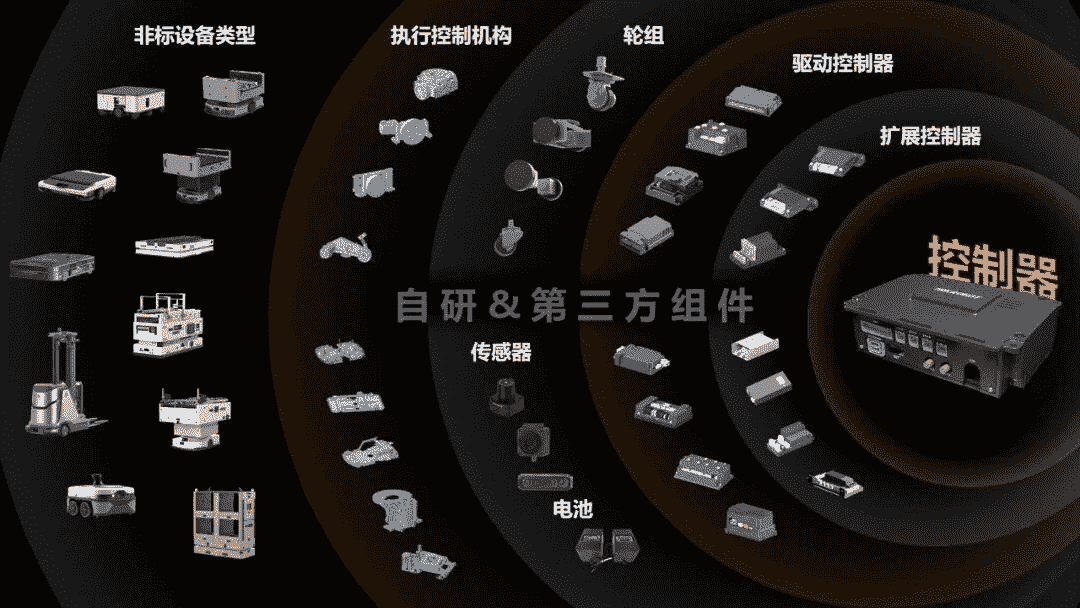 非标设备类型
执行控制机构
轮组
驱动控制器
扩展控制器
控制器
自研&第三方组件
传感器
电池